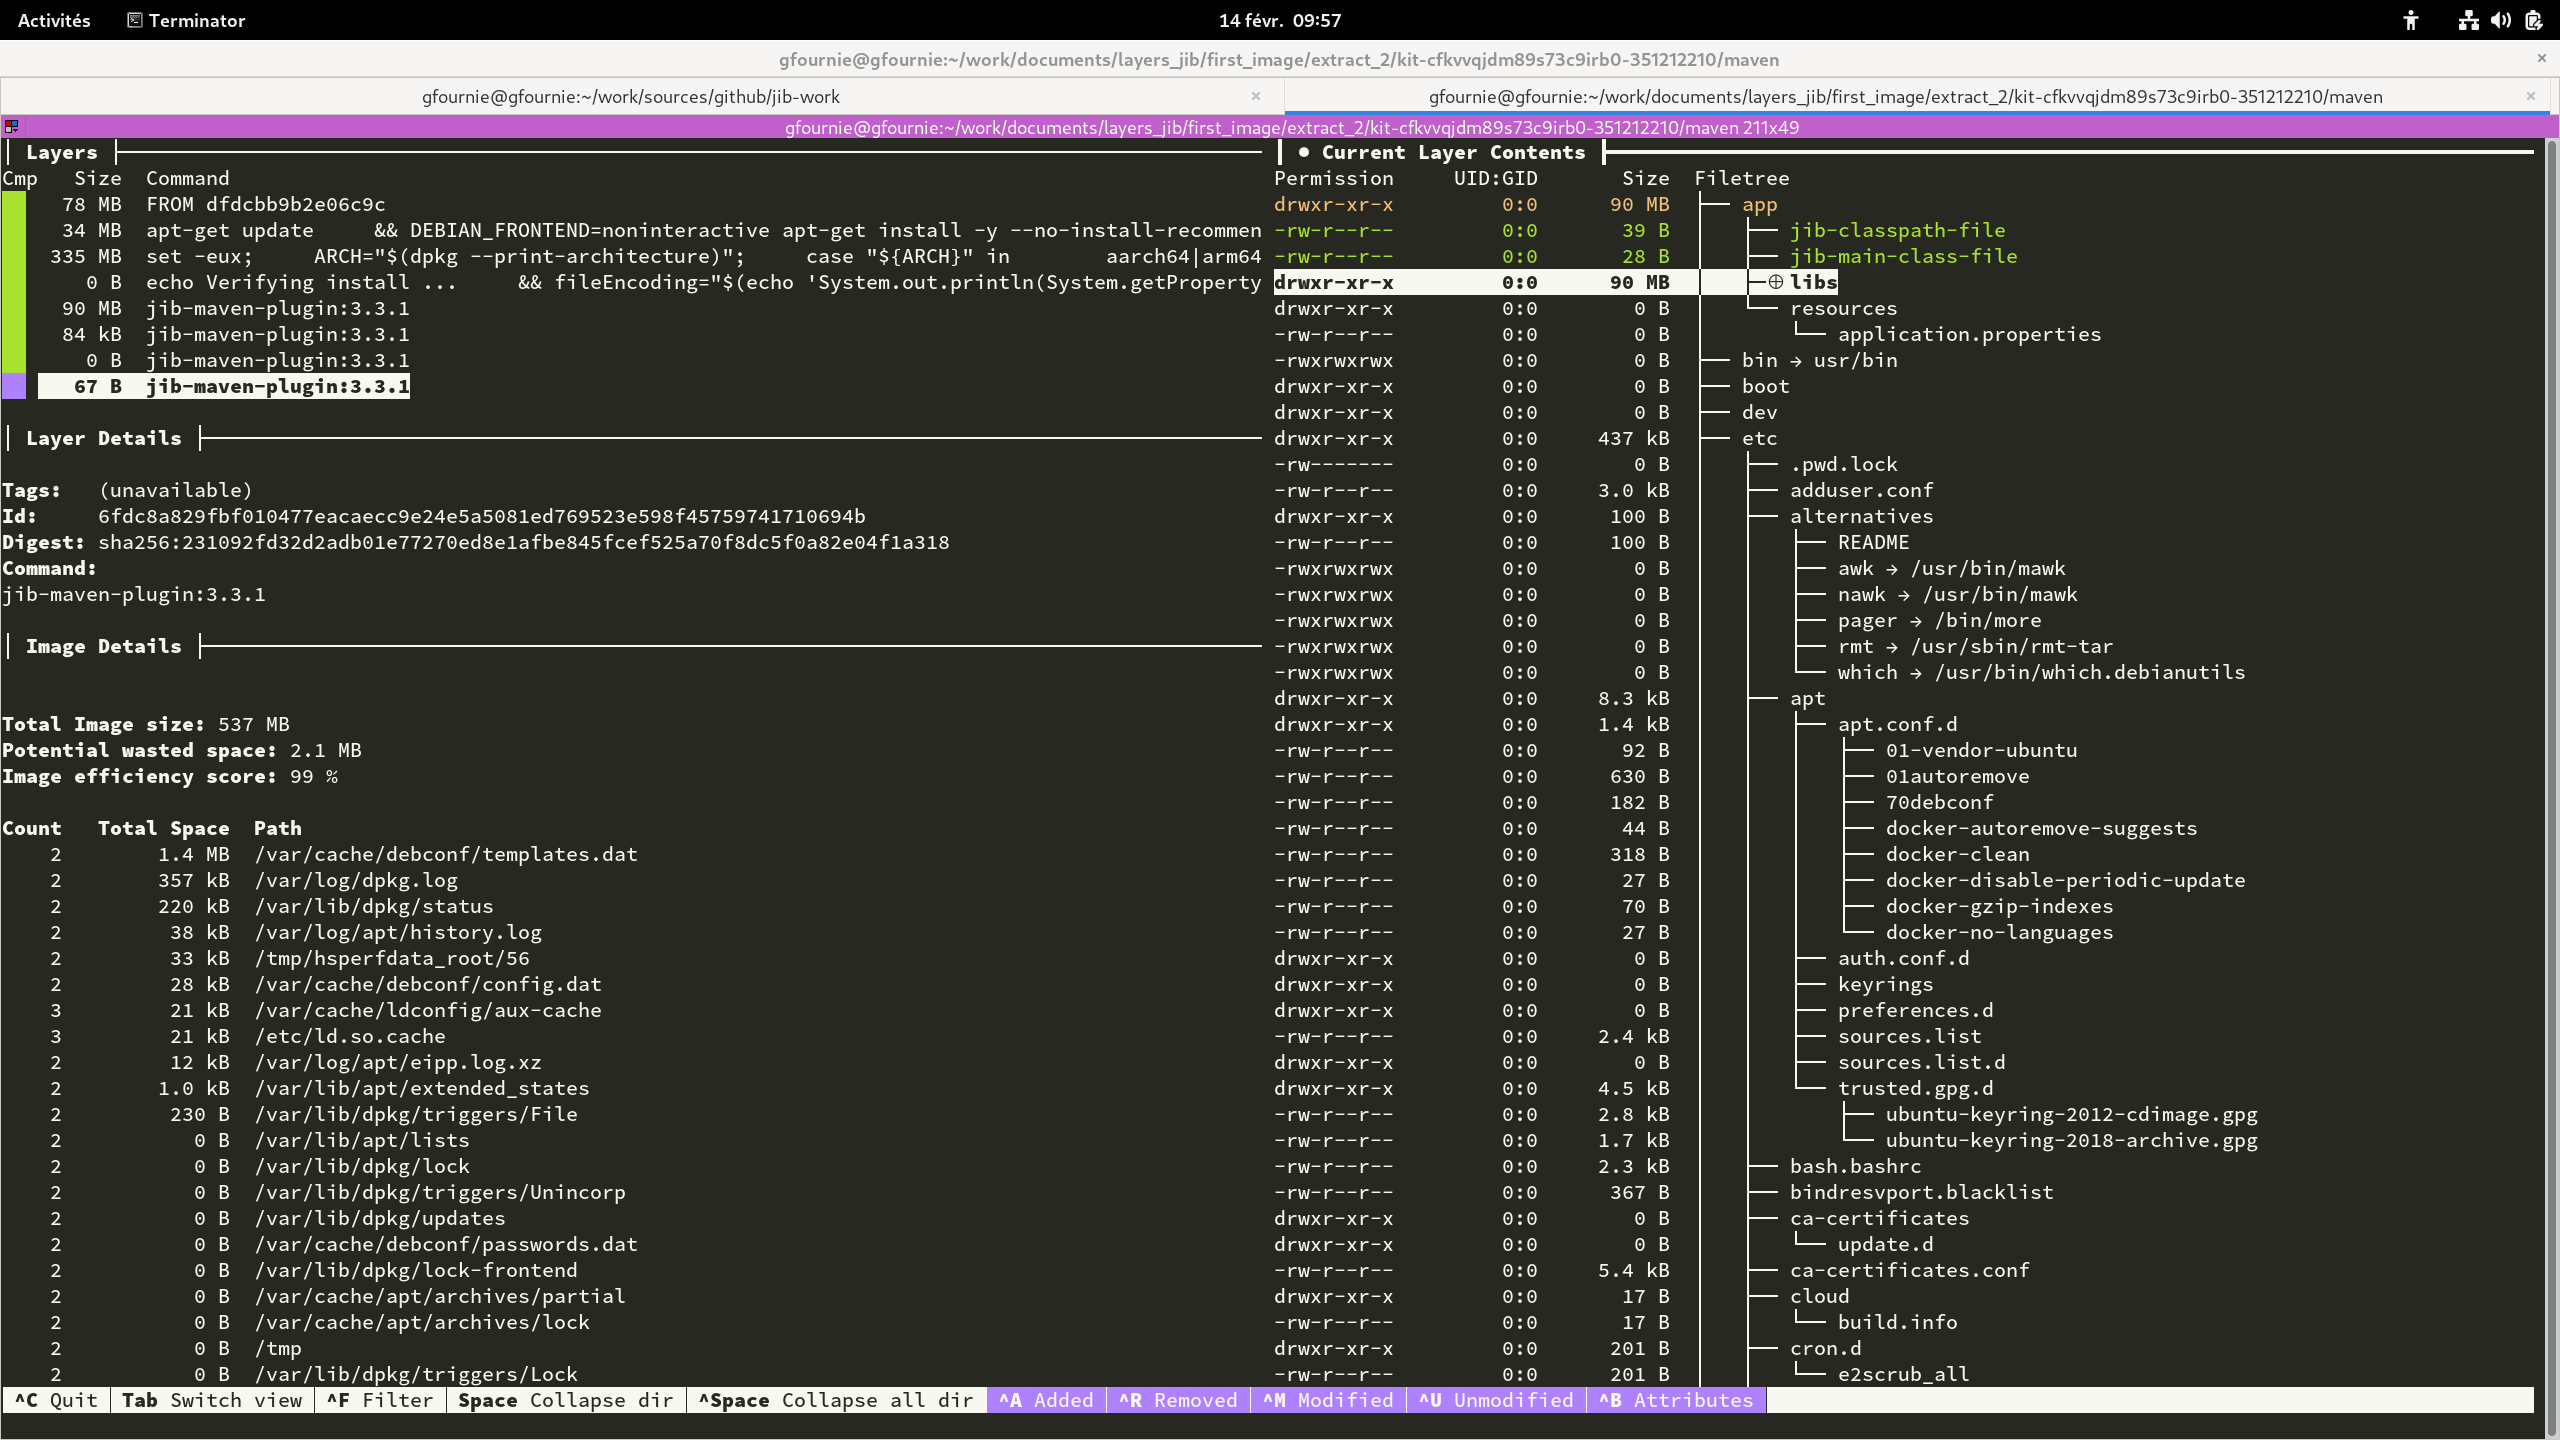 Activités Terminator 14 févr. 09:57
gfournie@gfournie:~/work/documents/layers_jib/first_image/extract_2/kit-cfkvvqjdm89s73c9irb0-351212210/maven ×
gfournie@gfournie:~/work/sources/github/jib-work × gfournie@gfournie:~/work/documents/layers_jib/first_image/extract_2/kit-cfkvvqjdm89s73c9irb0-351212210/maven ×
gfournie@gfournie:~/work/documents/layers_jib/first_image/extract_2/kit-cfkvvqjdm89s73c9irb0-351212210/maven 211x49
Layers
Cmp Size Command
78 MB FROM dfdcbb9b2e06c9c
34 MB apt-get update && DEBIAN_FRONTEND=noninteractive apt-get install -y --no-install-recommen
335 MB set -eux; ARCH="$(dpkg --print-architecture)"; case "${ARCH}" in aarch64|arm64
0 B echo Verifying install ... && fileEncoding="$(echo 'System.out.println(System.getProperty
90 MB jib-maven-plugin:3.3.1
84 kB jib-maven-plugin:3.3.1
0 B jib-maven-plugin:3.3.1
67 B jib-maven-plugin:3.3.1
Layer Details
Tags: (unavailable)
Id: 6fdc8a829fbf010477eacaecc9e24e5a5081ed769523e598f45759741710694b
Digest: sha256:231092fd32d2adb01e77270ed8e1afbe845fcef525a70f8dc5f0a82e04f1a318
Command:
jib-maven-plugin:3.3.1
Image Details
Total Image size: 537 MB
Potential wasted space: 2.1 MB
Image efficiency score: 99 %
Count Total Space Path
2 1.4 MB /var/cache/debconf/templates.dat
2 357 kB /var/log/dpkg.log
2 220 kB /var/lib/dpkg/status
2 38 kB /var/log/apt/history.log
2 33 kB /tmp/hsperfdata_root/56
2 28 kB /var/cache/debconf/config.dat
3 21 kB /var/cache/ldconfig/aux-cache
3 21 kB /etc/ld.so.cache
2 12 kB /var/log/apt/eipp.log.xz
2 1.0 kB /var/lib/apt/extended_states
2 230 B /var/lib/dpkg/triggers/File
2 0 B /var/lib/apt/lists
2 0 B /var/lib/dpkg/lock
2 0 B /var/lib/dpkg/triggers/Unincorp
2 0 B /var/lib/dpkg/updates
2 0 B /var/cache/debconf/passwords.dat
2 0 B /var/lib/dpkg/lock-frontend
2 0 B /var/cache/apt/archives/partial
2 0 B /var/cache/apt/archives/lock
2 0 B /tmp
2 0 B /var/lib/dpkg/triggers/Lock
● Current Layer Contents
Permission UID:GID Size Filetree
drwxr-xr-x 0:0 90 MB ├── app
-rw-r--r-- 0:0 39 B │ ├── jib-classpath-file
-rw-r--r-- 0:0 28 B │ ├── jib-main-class-file
drwxr-xr-x 0:0 90 MB │ ├─⊕ libs
drwxr-xr-x 0:0 0 B │ └── resources
-rw-r--r-- 0:0 0 B │ └── application.properties
-rwxrwxrwx 0:0 0 B ├── bin → usr/bin
drwxr-xr-x 0:0 0 B ├── boot
drwxr-xr-x 0:0 0 B ├── dev
drwxr-xr-x 0:0 437 kB ├── etc
-rw------- 0:0 0 B │ ├── .pwd.lock
-rw-r--r-- 0:0 3.0 kB │ ├── adduser.conf
drwxr-xr-x 0:0 100 B │ ├── alternatives
-rw-r--r-- 0:0 100 B │ │ ├── README
-rwxrwxrwx 0:0 0 B │ │ ├── awk → /usr/bin/mawk
-rwxrwxrwx 0:0 0 B │ │ ├── nawk → /usr/bin/mawk
-rwxrwxrwx 0:0 0 B │ │ ├── pager → /bin/more
-rwxrwxrwx 0:0 0 B │ │ ├── rmt → /usr/sbin/rmt-tar
-rwxrwxrwx 0:0 0 B │ │ └── which → /usr/bin/which.debianutils
drwxr-xr-x 0:0 8.3 kB │ ├── apt
drwxr-xr-x 0:0 1.4 kB │ │ ├── apt.conf.d
-rw-r--r-- 0:0 92 B │ │ │ ├── 01-vendor-ubuntu
-rw-r--r-- 0:0 630 B │ │ │ ├── 01autoremove
-rw-r--r-- 0:0 182 B │ │ │ ├── 70debconf
-rw-r--r-- 0:0 44 B │ │ │ ├── docker-autoremove-suggests
-rw-r--r-- 0:0 318 B │ │ │ ├── docker-clean
-rw-r--r-- 0:0 27 B │ │ │ ├── docker-disable-periodic-update
-rw-r--r-- 0:0 70 B │ │ │ ├── docker-gzip-indexes
-rw-r--r-- 0:0 27 B │ │ │ └── docker-no-languages
drwxr-xr-x 0:0 0 B │ │ ├── auth.conf.d
drwxr-xr-x 0:0 0 B │ │ ├── keyrings
drwxr-xr-x 0:0 0 B │ │ ├── preferences.d
-rw-r--r-- 0:0 2.4 kB │ │ ├── sources.list
drwxr-xr-x 0:0 0 B │ │ ├── sources.list.d
drwxr-xr-x 0:0 4.5 kB │ │ └── trusted.gpg.d
-rw-r--r-- 0:0 2.8 kB │ │ ├── ubuntu-keyring-2012-cdimage.gpg
-rw-r--r-- 0:0 1.7 kB │ │ └── ubuntu-keyring-2018-archive.gpg
-rw-r--r-- 0:0 2.3 kB │ ├── bash.bashrc
-rw-r--r-- 0:0 367 B │ ├── bindresvport.blacklist
drwxr-xr-x 0:0 0 B │ ├── ca-certificates
drwxr-xr-x 0:0 0 B │ │ └── update.d
-rw-r--r-- 0:0 5.4 kB │ ├── ca-certificates.conf
drwxr-xr-x 0:0 17 B │ ├── cloud
-rw-r--r-- 0:0 17 B │ │ └── build.info
drwxr-xr-x 0:0 201 B │ ├── cron.d
-rw-r--r-- 0:0 201 B │ │ └── e2scrub_all
^C Quit Tab Switch view ^F Filter Space Collapse dir ^Space Collapse all dir ^A Added ^R Removed ^M Modified ^U Unmodified ^B Attributes